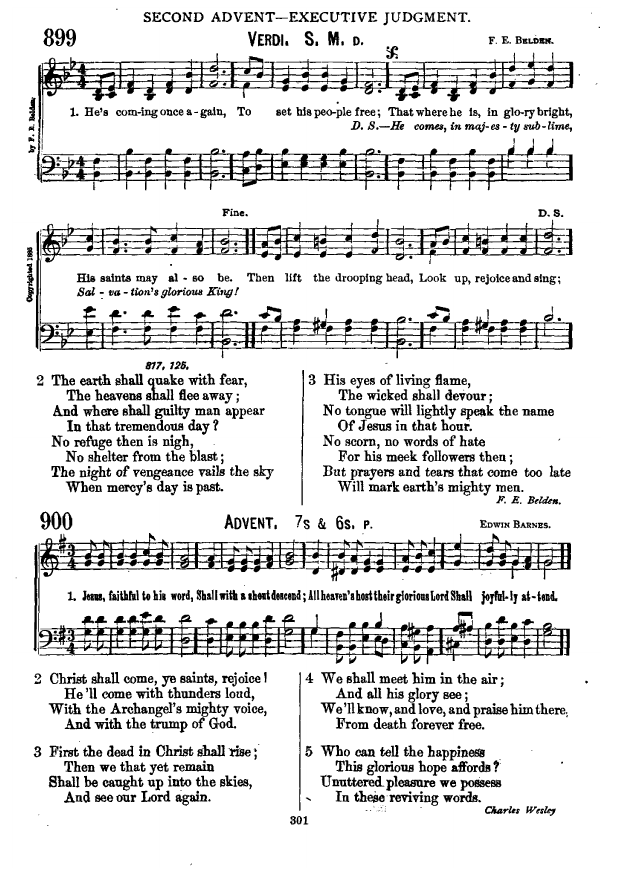 SECOND ADVENT—EXECUTIVE JUDGMENT.
899 VERDI. S. M. D. F. E. BELDEN.
by F. E. Belden
1. He's com-ing once a-gain, To set his peo-ple free; That where he is, in glo-ry bright,
D. S.—He comes, in maj-es-ty sub-lime,
Fine. D. S.
Copyrighted
His saints may al-so be. Then lift the drooping head, Look up, rejoice and sing;
Sal-va-tion's glorious King!
817, 125.
2 The earth shall quake with fear,
The heavens shall flee away;
And where shall guilty man appear
In that tremendous day?
No refuge then is nigh,
No shelter from the blast;
The night of vengeance vails the sky
When mercy's day is past.
3 His eyes of living flame,
The wicked shall devour;
No tongue will lightly speak the name
Of Jesus in that hour.
No scorn, no words of hate
For his meek followers then;
But prayers and tears that come too late
Will mark earth's mighty men.
F. E. Belden.
900 ADVENT. 7s & 6s. P. EDWIN BARNES.
1. Jesus, faithful to his word, Shall with a shout descend; All heaven's host their glorious Lord Shall joyful-ly at-tend.
2 Christ shall come, ye saints, rejoice!
He'll come with thunders loud,
With the Archangel's mighty voice,
And with the trump of God.
3 First the dead in Christ shall rise;
Then we that yet remain
Shall be caught up into the skies,
And see our Lord again.
4 We shall meet him in the air;
And all his glory see;
We'll know, and love, and praise him there,
From death forever free.
5 Who can tell the happiness
This glorious hope affords?
Unuttered pleasure we possess
In these reviving words.
Charles Wesley
301